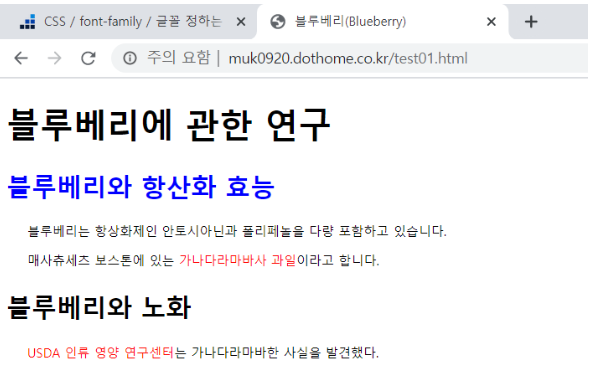 CSS / font-family / 글꼴 정하는
블루베리(Blueberry)
주의 요함 | muk0920.dothome.co.kr/test01.html
블루베리에 관한 연구
블루베리와 항산화 효능
블루베리는 항상화제인 안토시아닌과 폴리페놀을 다량 포함하고 있습니다.
매사츄세츠 보스톤에 있는 가나다라마바사 과일이라고 합니다.
블루베리와 노화
USDA 인류 영양 연구센터는 가나다라마바한 사실을 발견했다.